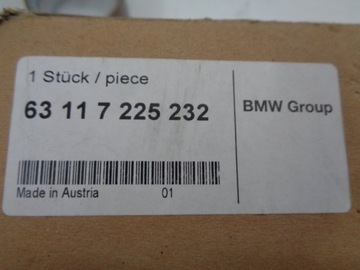 1 Stück / piece
63 11 7 225 232
BMW Group
Made in Austria 01